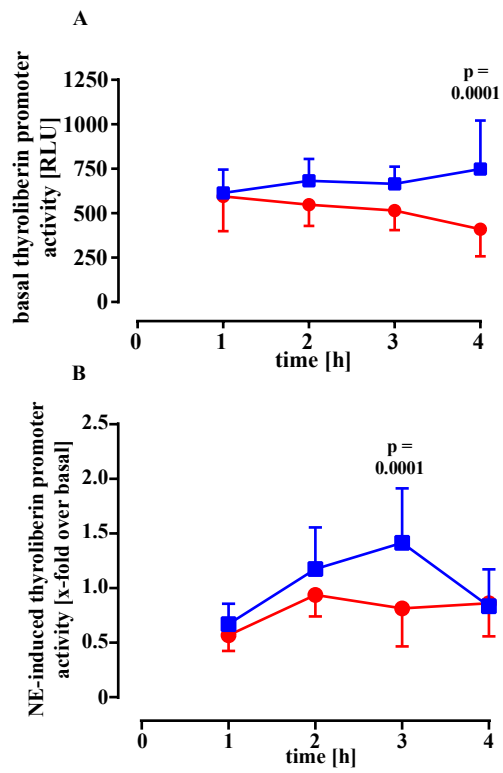 A
basal thyroliberin promoter
activity [RLU]
1250
1000
750
500
250
0
p =
0.0001
0
1
2
3
4
time [h]
B
NE-induced thyroliberin promoter
activity [x-fold over basal]
2.5
2.0
1.5
1.0
0.5
0
p =
0.0001
0
1
2
3
4
time [h]